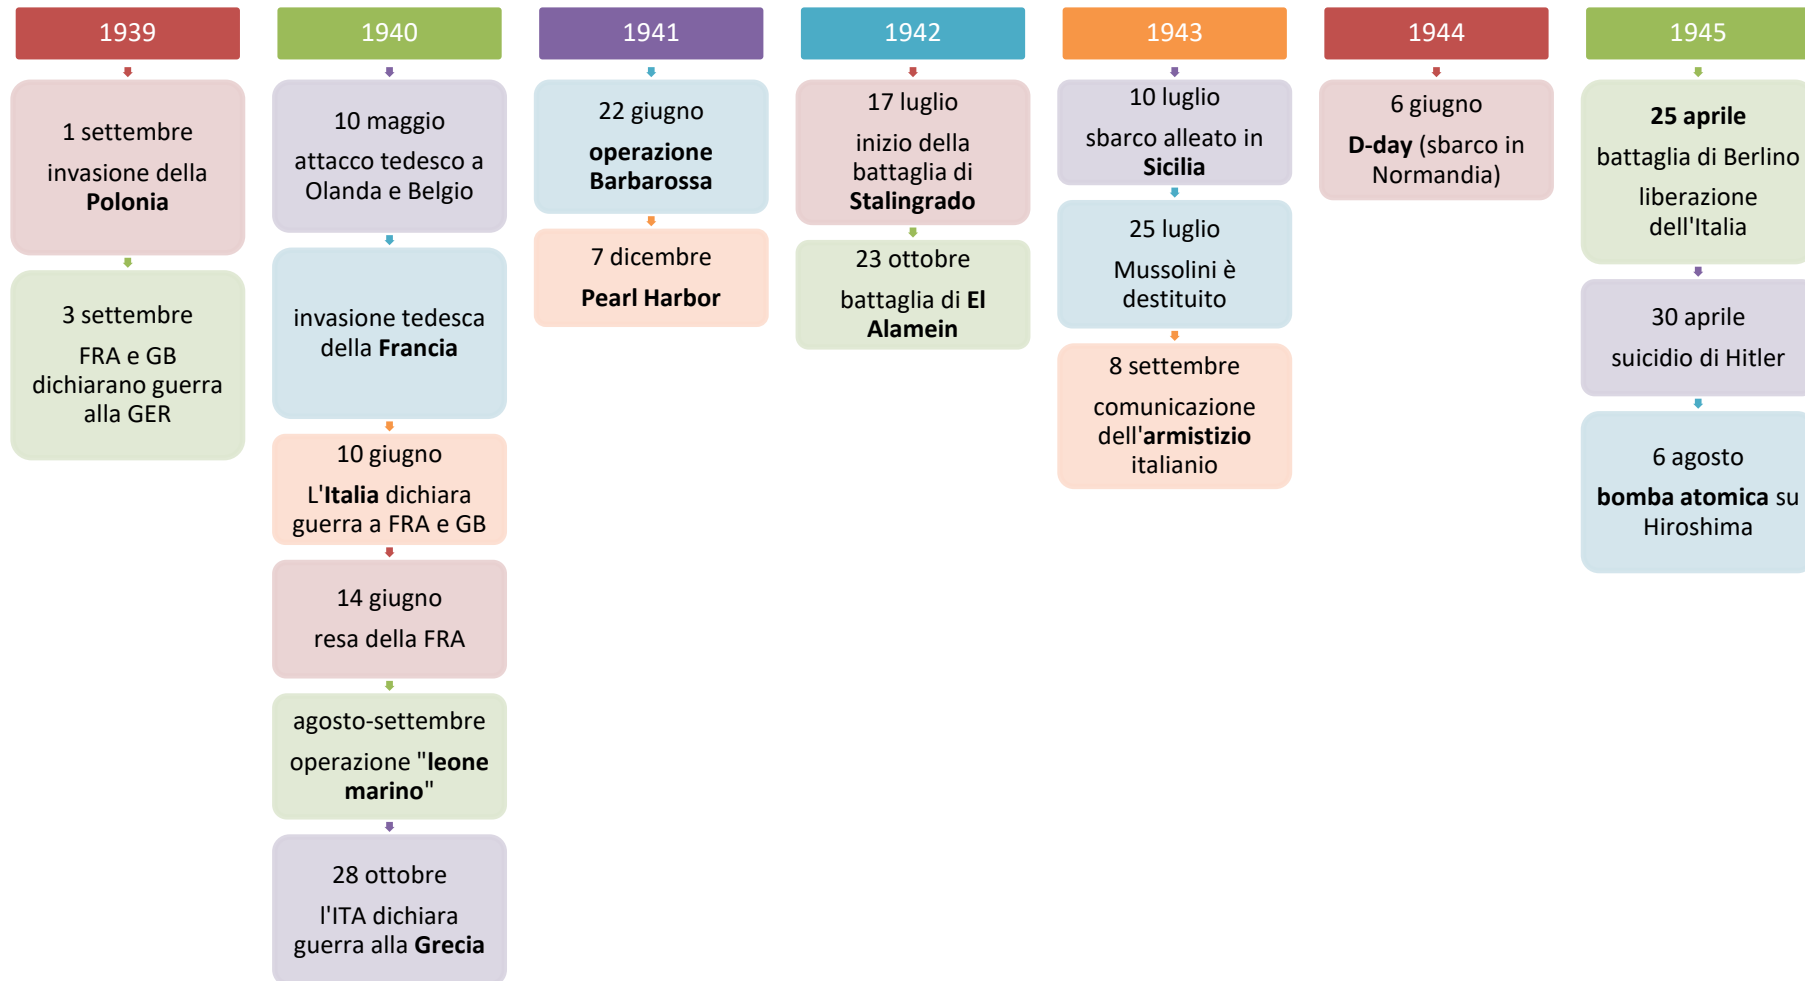 1939
1 settembre
invasione della
Polonia
3 settembre
FRA e GB
dichiarano guerra
alla GER
1940
10 maggio
attacco tedesco a
Olanda e Belgio
invasione tedesca
della Francia
10 giugno
L'Italia dichiara
guerra a FRA e GB
14 giugno
resa della FRA
agosto-settembre
operazione "leone
marino"
28 ottobre
l'ITA dichiara
guerra alla Grecia
1941
22 giugno
operazione
Barbarossa
7 dicembre
Pearl Harbor
1942
17 luglio
inizio della
battaglia di
Stalingrado
23 ottobre
battaglia di El
Alamein
1943
10 luglio
sbarco alleato in
Sicilia
25 luglio
Mussolini è
destituito
8 settembre
comunicazione
dell'armistizio
italianio
1944
6 giugno
D-day (sbarco in
Normandia)
1945
25 aprile
battaglia di Berlino
liberazione
dell'Italia
30 aprile
suicidio di Hitler
6 agosto
bomba atomica su
Hiroshima